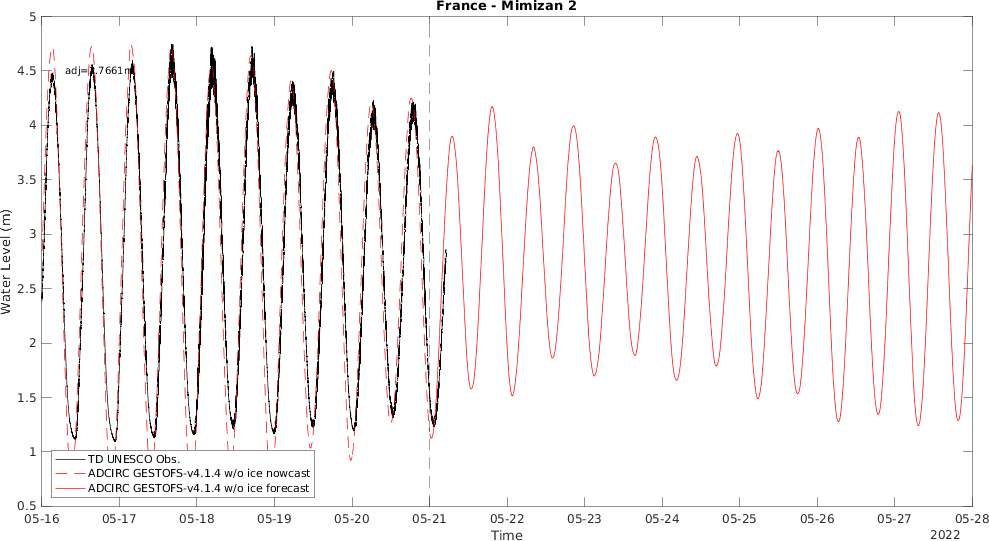 France - Mimizan 2
5
4.5
4
3.5
3
2.5
2
1.5
1
0.5
Water Level (m)
TD UNESCO Obs.
ADCIRC GESTOFS-v4.1.4 w/o ice nowcast
ADCIRC GESTOFS-v4.1.4 w/o ice forecast
05-16 05-17 05-18 05-19 05-20 05-21 05-22 05-23 05-24 05-25 05-26 05-27 05-28
Time
2022